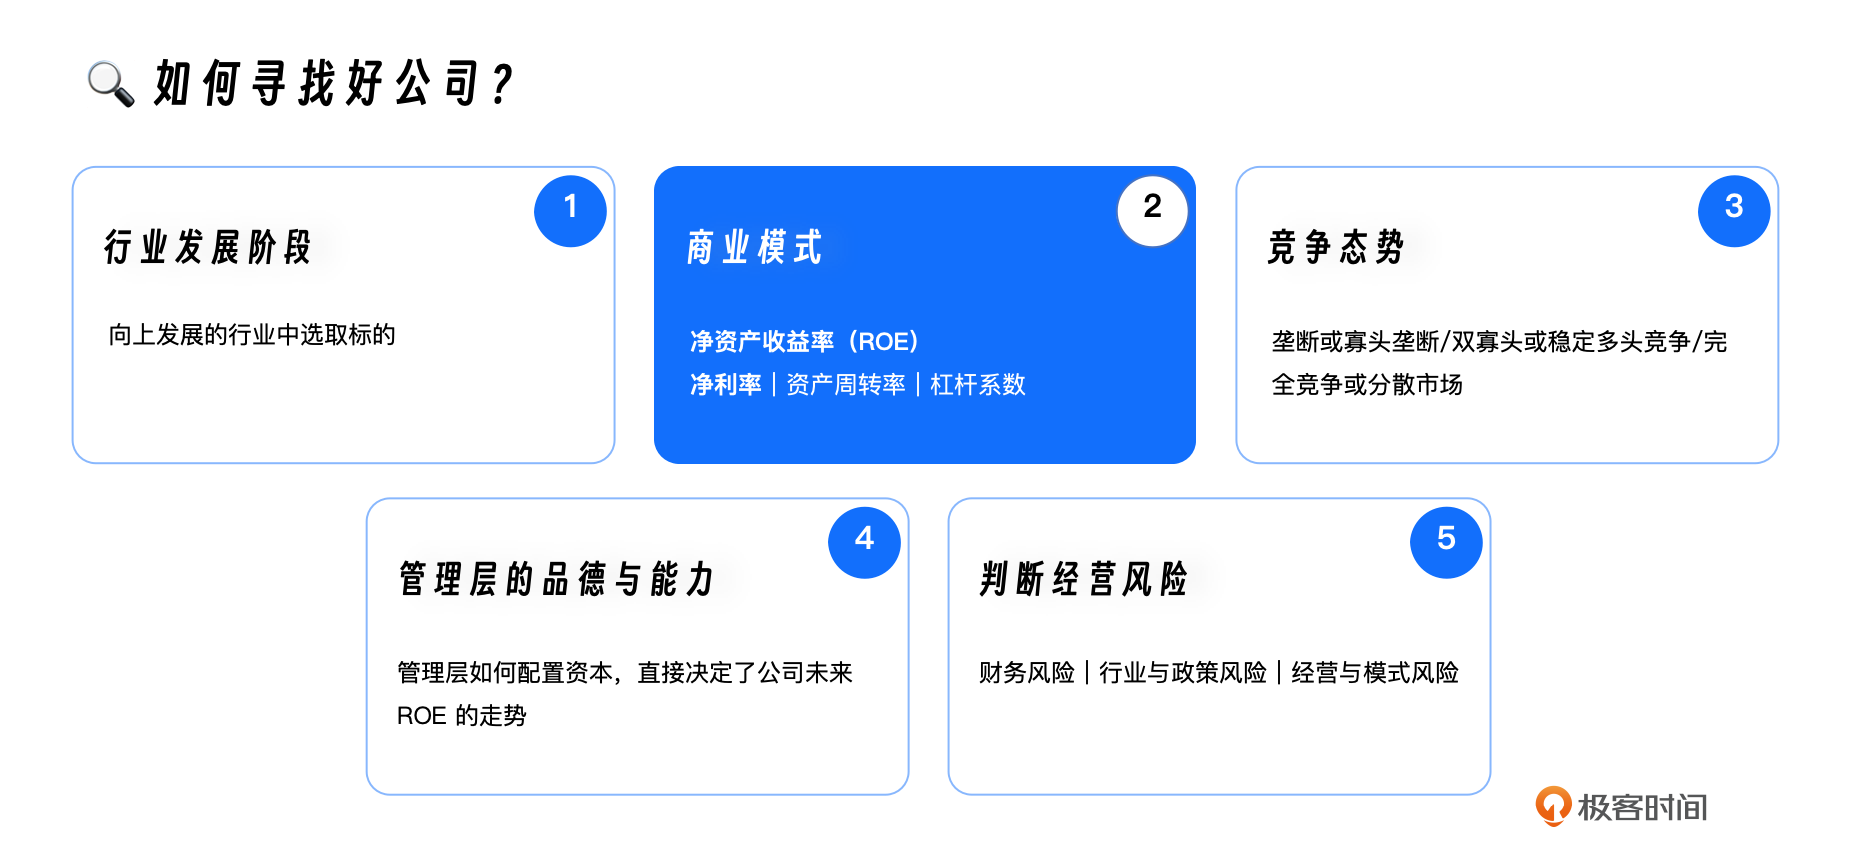 如何寻找好公司？
1
行业发展阶段
向上发展的行业中选取标的
2
商业模式
净资产收益率（ROE）
净利率｜资产周转率｜杠杆系数
3
竞争态势
垄断或寡头垄断/双寡头或稳定多头竞争/完
全竞争或分散市场
4
管理层的品德与能力
管理层如何配置资本，直接决定了公司未来
ROE 的走势
5
判断经营风险
财务风险｜行业与政策风险｜经营与模式风险
极客时间